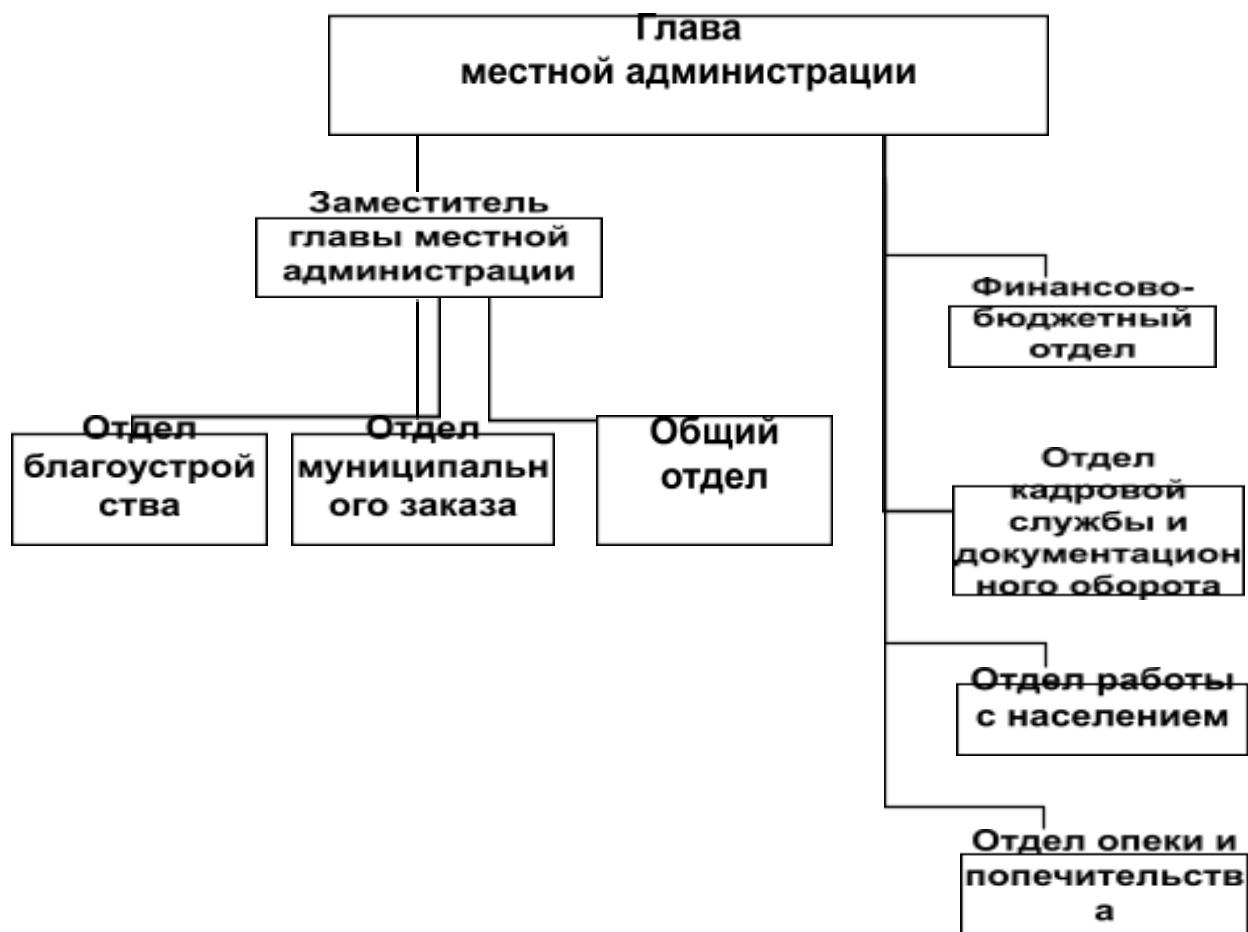 Глава
местной администрации
Заместитель
главы местной
администрации
Финансово-
бюджетный
отдел
Отдел
благоустрой
ства
Отдел
муниципальн
ого заказа
Общий
отдел
Отдел
кадровой
службы и
документацион
ного оборота
Отдел работы
с населением
Отдел опеки и
попечительств
а